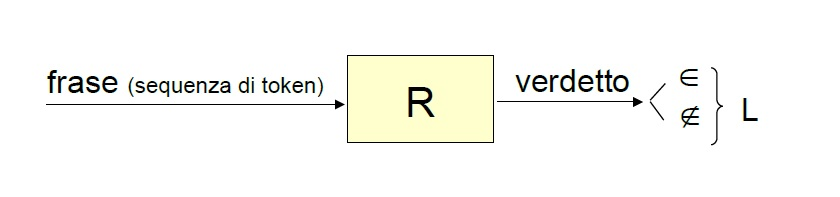 frase (sequenza di token)
R
verdetto
∈
∉
L